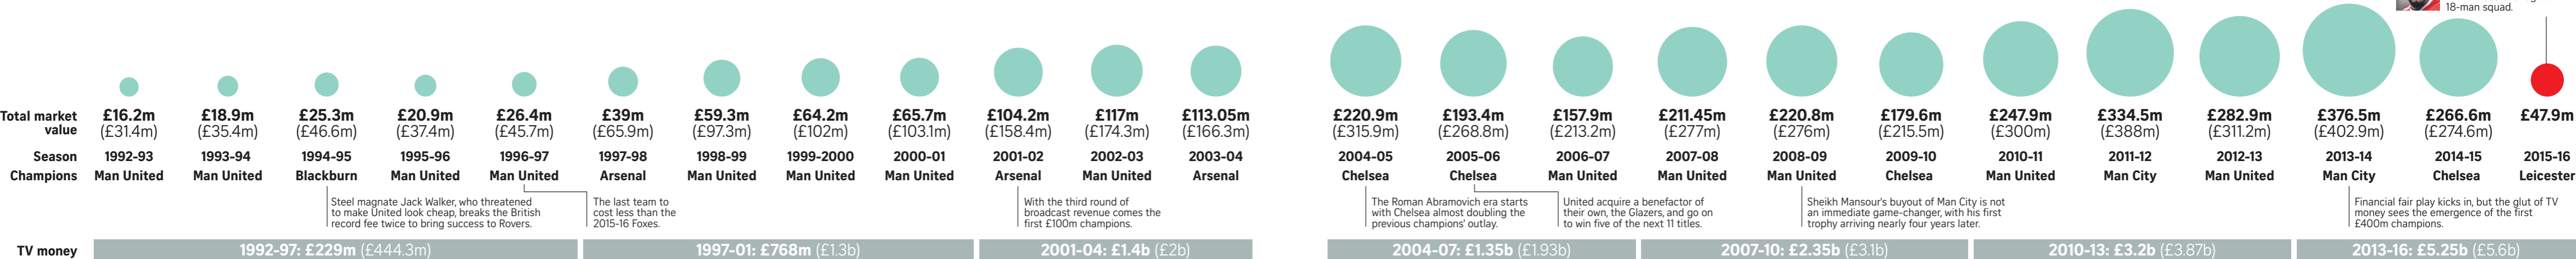 18-man squad.
Total market value £16.2m £18.9m £25.3m £20.9m £26.4m £39m £59.3m £64.2m £65.7m £104.2m £117m £113.05m £220.9m £193.4m £157.9m £211.45m £220.8m £179.6m £247.9m £334.5m £282.9m £376.5m £266.6m £47.9m
(£31.4m) (£35.4m) (£46.6m) (£37.4m) (£45.7m) (£65.9m) (£97.3m) (£102m) (£103.1m) (£158.4m) (£174.3m) (£166.3m) (£315.9m) (£268.8m) (£213.2m) (£277m) (£276m) (£215.5m) (£300m) (£388m) (£311.2m) (£402.9m) (£274.6m)
Season 1992-93 1993-94 1994-95 1995-96 1996-97 1997-98 1998-99 1999-2000 2000-01 2001-02 2002-03 2003-04 2004-05 2005-06 2006-07 2007-08 2008-09 2009-10 2010-11 2011-12 2012-13 2013-14 2014-15 2015-16
Champions Man United Man United Blackburn Man United Man United Arsenal Man United Man United Man United Arsenal Man United Arsenal Chelsea Chelsea Man United Man United Man United Chelsea Man United Man City Man United Man City Chelsea Leicester
Steel magnate Jack Walker, who threatened
to make United look cheap, breaks the British
record fee twice to bring success to Rovers.
The last team to
cost less than the
2015-16 Foxes.
With the third round of
broadcast revenue comes the
first £100m champions.
The Roman Abramovich era starts
with Chelsea almost doubling the
previous champions' outlay.
United acquire a benefactor of
their own, the Glazers, and go on
to win five of the next 11 titles.
Sheikh Mansour's buyout of Man City is not
an immediate game-changer, with his first
trophy arriving nearly four years later.
Financial fair play kicks in, but the glut of TV
money sees the emergence of the first
£400m champions.
TV money 1992-97: £229m (£444.3m) 1997-01: £768m (£1.3b) 2001-04: £1.4b (£2b) 2004-07: £1.35b (£1.93b) 2007-10: £2.35b (£3.1b) 2010-13: £3.2b (£3.87b) 2013-16: £5.25b (£5.6b)